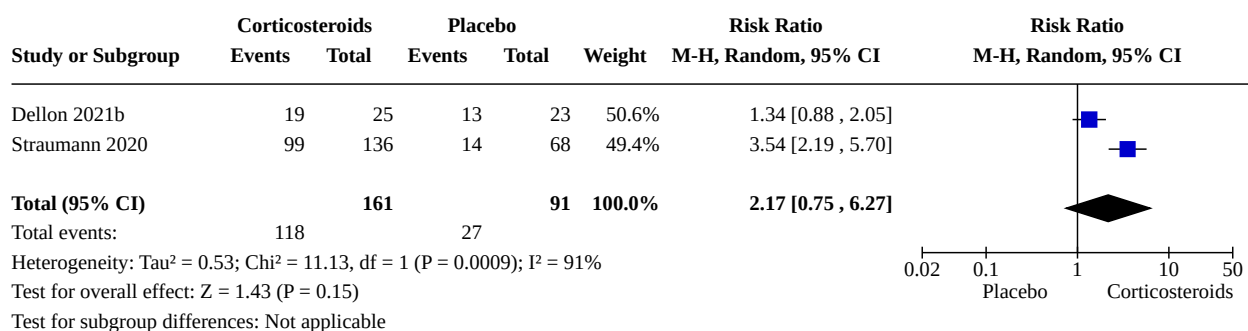 Corticosteroids Placebo Risk Ratio Risk Ratio
Study or Subgroup Events Total Events Total Weight M-H, Random, 95% CI M-H, Random, 95% CI
Dellon 2021b 19 25 13 23 50.6% 1.34 [0.88 , 2.05]
Straumann 2020 99 136 14 68 49.4% 3.54 [2.19 , 5.70]
Total (95% CI) 161 91 100.0% 2.17 [0.75 , 6.27]
Total events: 118 27
Heterogeneity: Tau² = 0.53; Chi² = 11.13, df = 1 (P = 0.0009); I² = 91%
Test for overall effect: Z = 1.43 (P = 0.15)
Test for subgroup differences: Not applicable
0.02 0.1 1 10 50
Placebo Corticosteroids